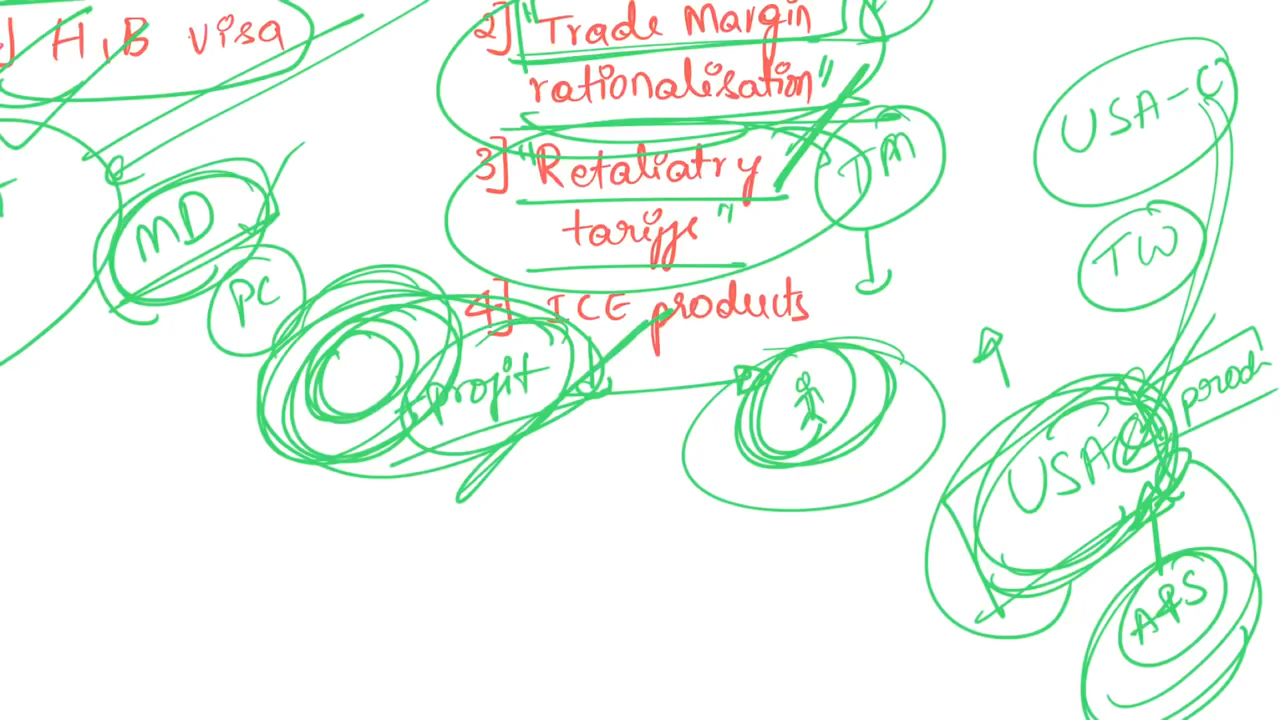 H1B visa
2] "Trade Margin
rationalisation"
3] "Retaliatry
tariffs"
4] ICE products
MD
PC
profit
TM
USA-C
TW
prod
USA
A&S